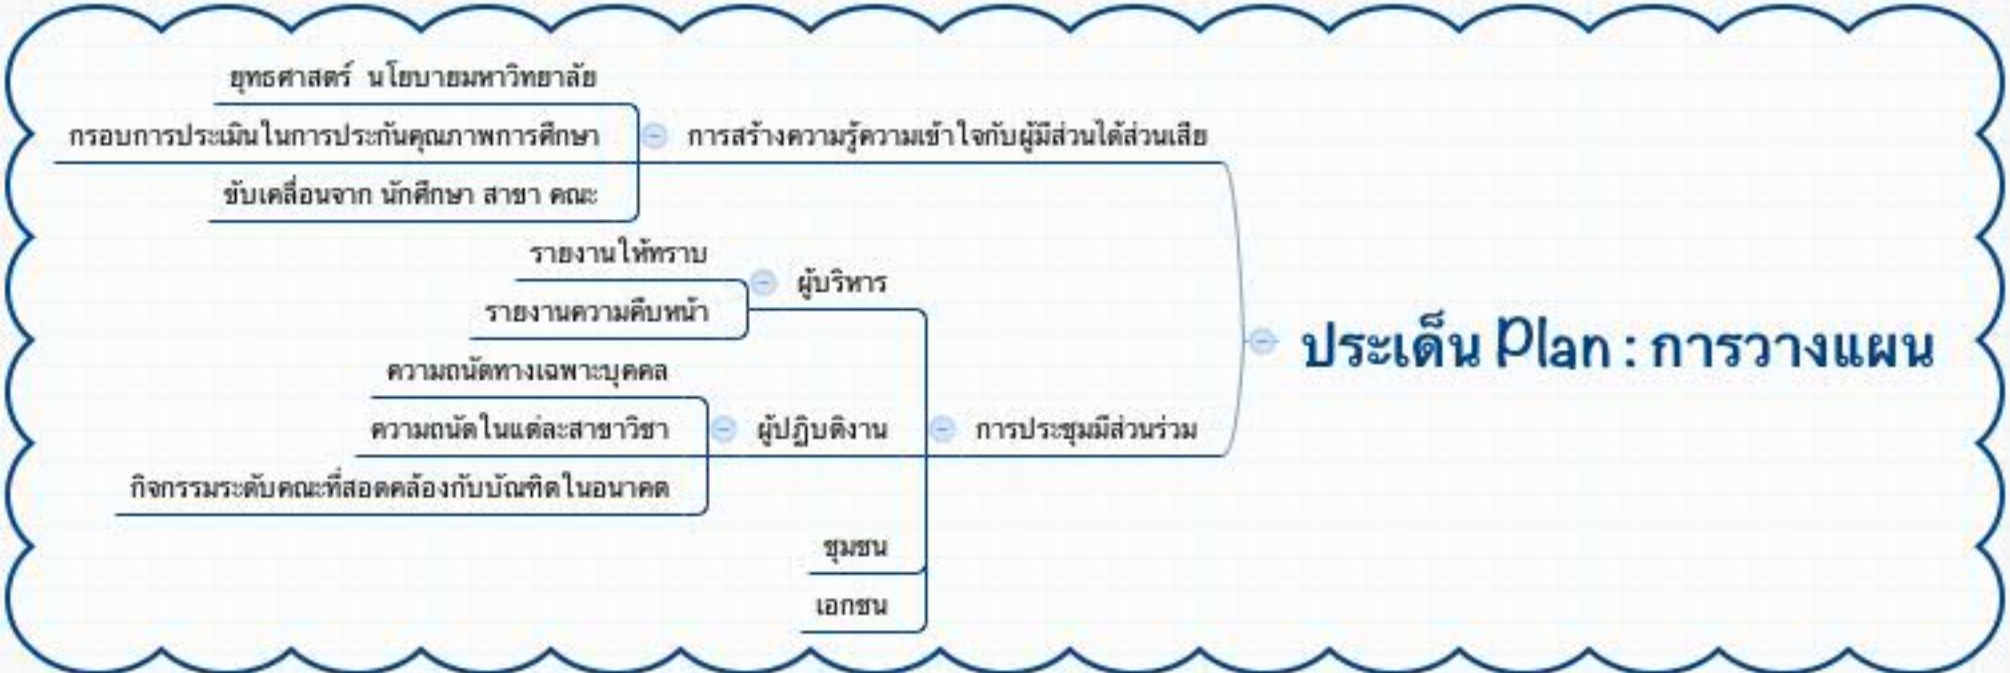 ยุทธศาสตร์ นโยบายมหาวิทยาลัย
กรอบการประเมินในการประกันคุณภาพการศึกษา
การสร้างความรู้ความเข้าใจกับผู้มีส่วนได้ส่วนเสีย
ขับเคลื่อนจาก นักศึกษา สาขา คณะ
รายงานให้ทราบ
ผู้บริหาร
รายงานความคืบหน้า
ประเด็น Plan : การวางแผน
ความถนัดทางเฉพาะบุคคล
ความถนัดในแต่ละสาขาวิชา
ผู้ปฏิบติงาน
การประชุมมีส่วนร่วม
กิจกรรมระดับคณะที่สอดคล้องกับบัณฑิตในอนาคต
ชุมชน
เอกชน